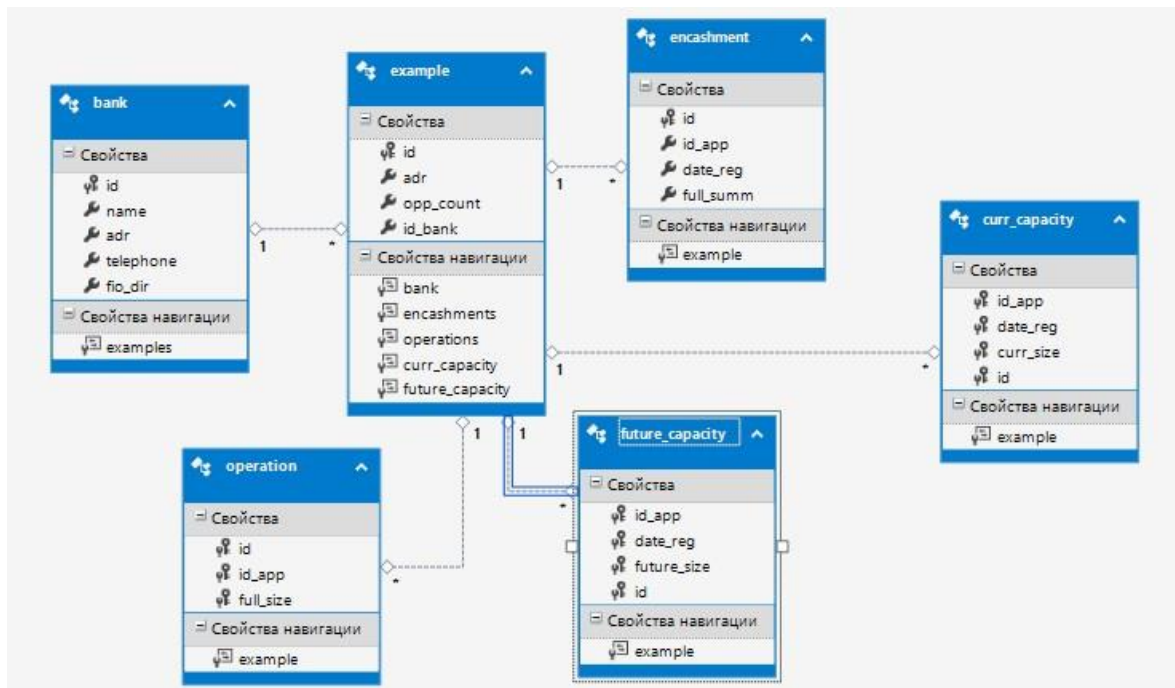 bank
Свойства
id
name
adr
telephone
fio_dir
Свойства навигации
examples
1
*
example
Свойства
id
adr
opp_count
id_bank
Свойства навигации
bank
encashments
operations
curr_capacity
future_capacity
1
*
encashment
Свойства
id
id_app
date_reg
full_summ
Свойства навигации
example
1
*
curr_capacity
Свойства
id_app
date_reg
curr_size
id
Свойства навигации
example
1
*
operation
Свойства
id
id_app
full_size
Свойства навигации
example
1
*
future_capacity
Свойства
id_app
date_reg
future_size
id
Свойства навигации
example